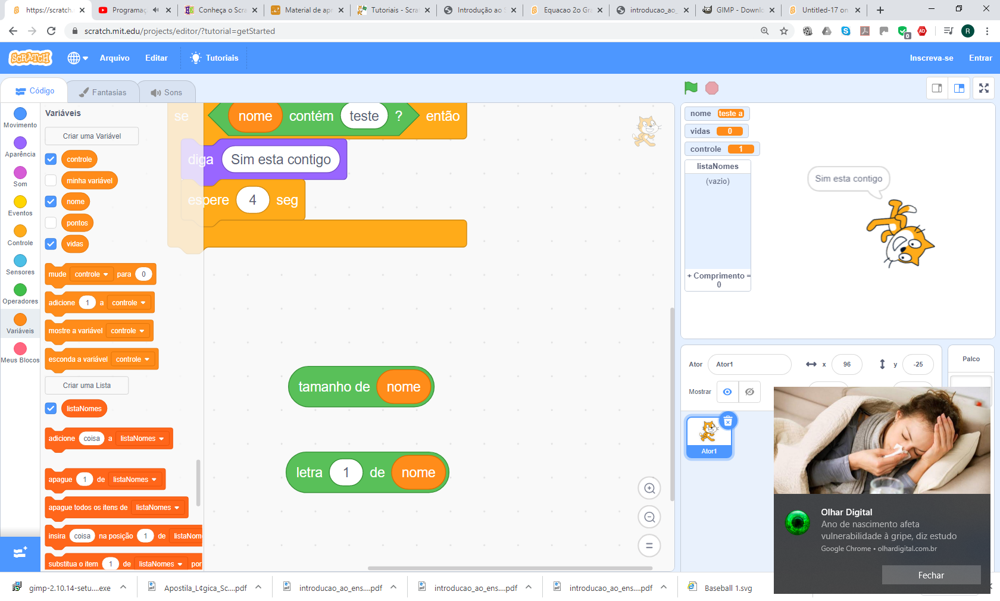 https://scratch.
Programaç
Conheça o Scra
Material de apr
Tutoriais - Scrat
Introdução ao S
Equacao 2o Gra
introducao_ao_
GIMP - Downlo
Untitled-17 on
scratch.mit.edu/projects/editor/?tutorial=getStarted
0
AD
R
SCRATCH
Arquivo
Editar
Tutoriais
Inscreva-se
Entrar
Código
Fantasias
Sons
Movimento
Aparência
Som
Eventos
Controle
Sensores
Operadores
Variáveis
Meus Blocos
Variáveis
Criar uma Variável
controle
minha variável
nome
pontos
vidas
mude controle para 0
adicione 1 a controle
mostre a variável controle
esconda a variável controle
Criar uma Lista
listaNomes
adicione coisa a listaNomes
apague 1 de listaNomes
apague todos os itens de listaNomes
insira coisa na posição 1 de listaNom
substitua o item 1 de listaNomes por
se nome contém teste ? então
diga Sim esta contigo
espere 4 seg
tamanho de nome
letra 1 de nome
nome teste a
vidas 0
controle 1
listaNomes
(vazio)
+ Comprimento =
0
Sim esta contigo
Ator Ator1 x 96 y -25
Mostrar
Ator1
Palco
Olhar Digital
Ano de nascimento afeta
vulnerabilidade à gripe, diz estudo
Google Chrome • olhardigital.com.br
Fechar
gimp-2.10.14-setu....exe
Apostila_L¢gica_Sc....pdf
introducao_ao_ens....pdf
introducao_ao_ens....pdf
introducao_ao_ens....pdf
Baseball 1.svg